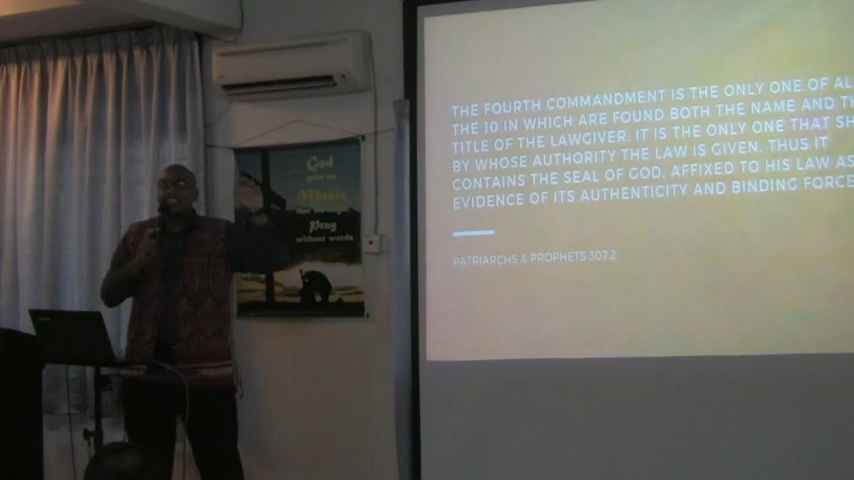 God
gave us
Music
Pray
without words
THE FOURTH COMMANDMENT IS THE ONLY ONE OF AL
THE 10 IN WHICH ARE FOUND BOTH THE NAME AND TH
TITLE OF THE LAWGIVER. IT IS THE ONLY ONE THAT SH
BY WHOSE AUTHORITY THE LAW IS GIVEN. THUS IT
CONTAINS THE SEAL OF GOD, AFFIXED TO HIS LAW AS
EVIDENCE OF ITS AUTHENTICITY AND BINDING FORCE
PATRIARCHS & PROPHETS 307.2